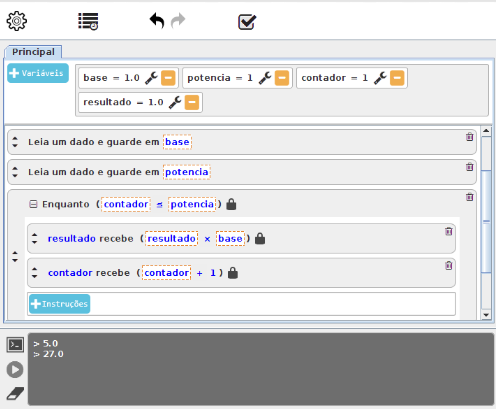 Principal
Variáveis
base = 1.0 potencia = 1 contador = 1
resultado = 1.0
Leia um dado e guarde em base
Leia um dado e guarde em potencia
Enquanto ( contador ≤ potencia )
resultado recebe ( resultado × base )
contador recebe ( contador + 1 )
Instruções
> 5.0
> 27.0